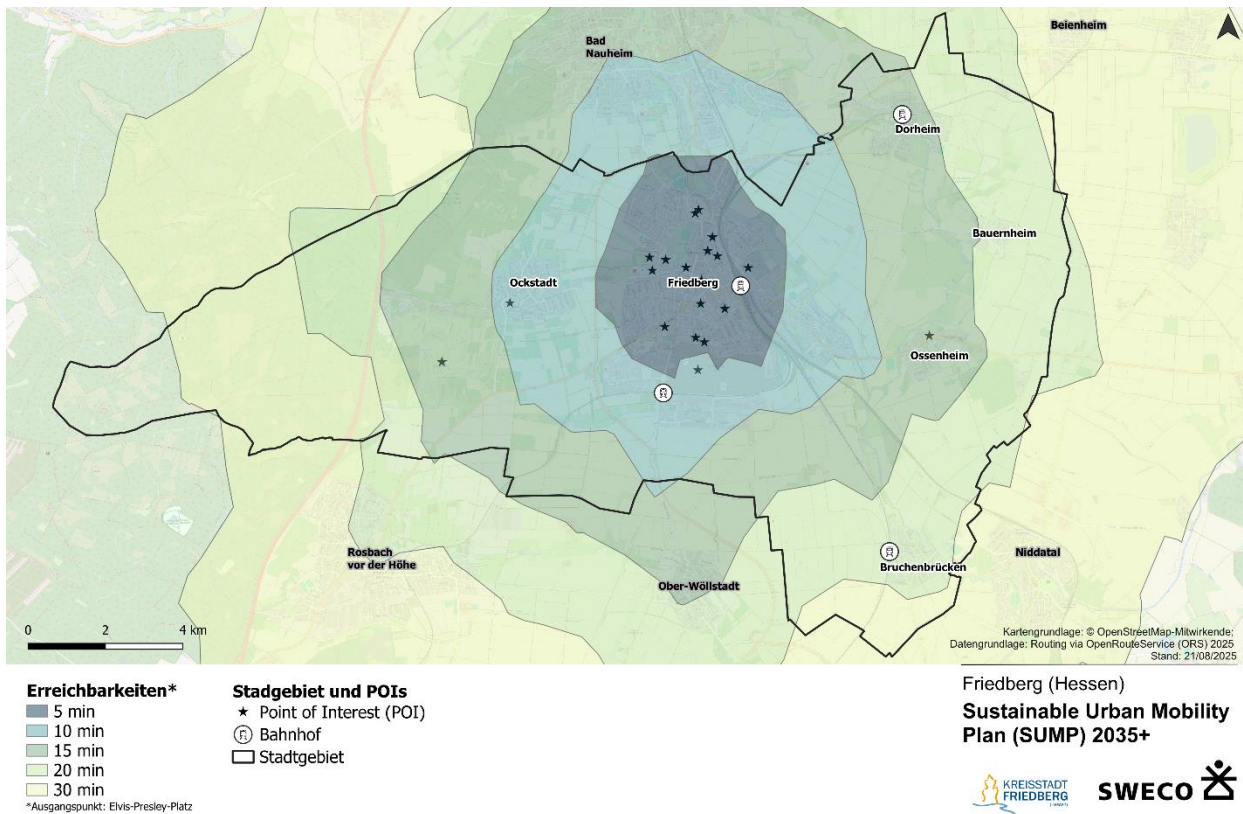 Beienheim
Bad
Nauheim
Dorheim
Bauernheim
Ockstadt
Friedberg
Ossenheim
Rosbach
vor der Höhe
Ober-Wöllstadt
Bruchenbrücken
Niddatal
0 2 4 km
Kartengrundlage: © OpenStreetMap-Mitwirkende;
Datengrundlage: Routing via OpenRouteService (ORS) 2025
Stand: 21/08/2025
Erreichbarkeiten*
5 min
10 min
15 min
20 min
30 min
*Ausgangspunkt: Elvis-Presley-Platz
Stadgebiet und POIs
Point of Interest (POI)
Bahnhof
Stadtgebiet
Friedberg (Hessen)
Sustainable Urban Mobility
Plan (SUMP) 2035+
KREISSTADT
FRIEDBERG
SWECO